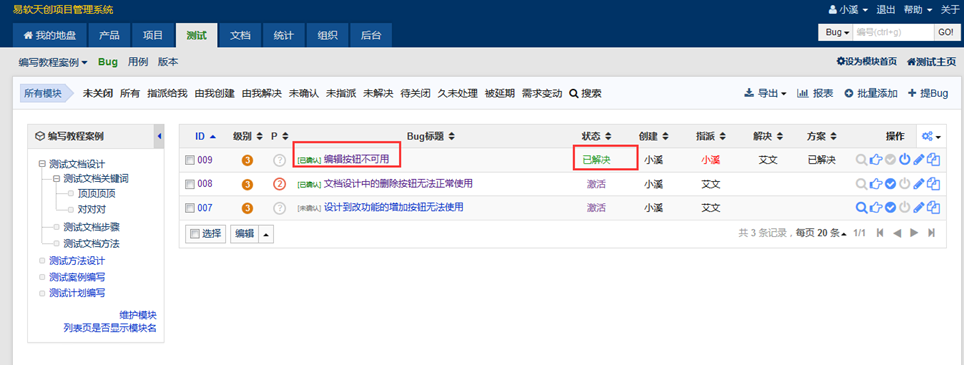 易软天创项目管理系统
小溪 退出 帮助 关于
我的地盘 产品 项目 测试 文档 统计 组织 后台
Bug 编号(ctrl+g) GO!
编写教程案例 Bug 用例 版本
设为模块首页 测试主页
所有模块 未关闭 所有 指派给我 由我创建 由我解决 未确认 未指派 未解决 待关闭 久未处理 被延期 需求变动 搜索
导出 报表 批量添加 提Bug
编写教程案例
测试文档设计
测试文档关键词
顶顶顶顶
对对对
测试文档步骤
测试文档方法
测试方法设计
测试案例编写
测试计划编写
维护模块
列表页是否显示模块名
ID 级别 P Bug标题 状态 创建 指派 解决 方案 操作
009 3 ? [已确认] 编辑按钮不可用 已解决 小溪 小溪 艾文 已解决
008 3 2 [已确认] 文档设计中的删除按钮无法正常使用 激活 小溪 艾文
007 3 ? [未确认] 设计到改功能的增加按钮无法使用 激活 小溪 艾文
选择 编辑
共 3 条记录，每页 20 条 1/1